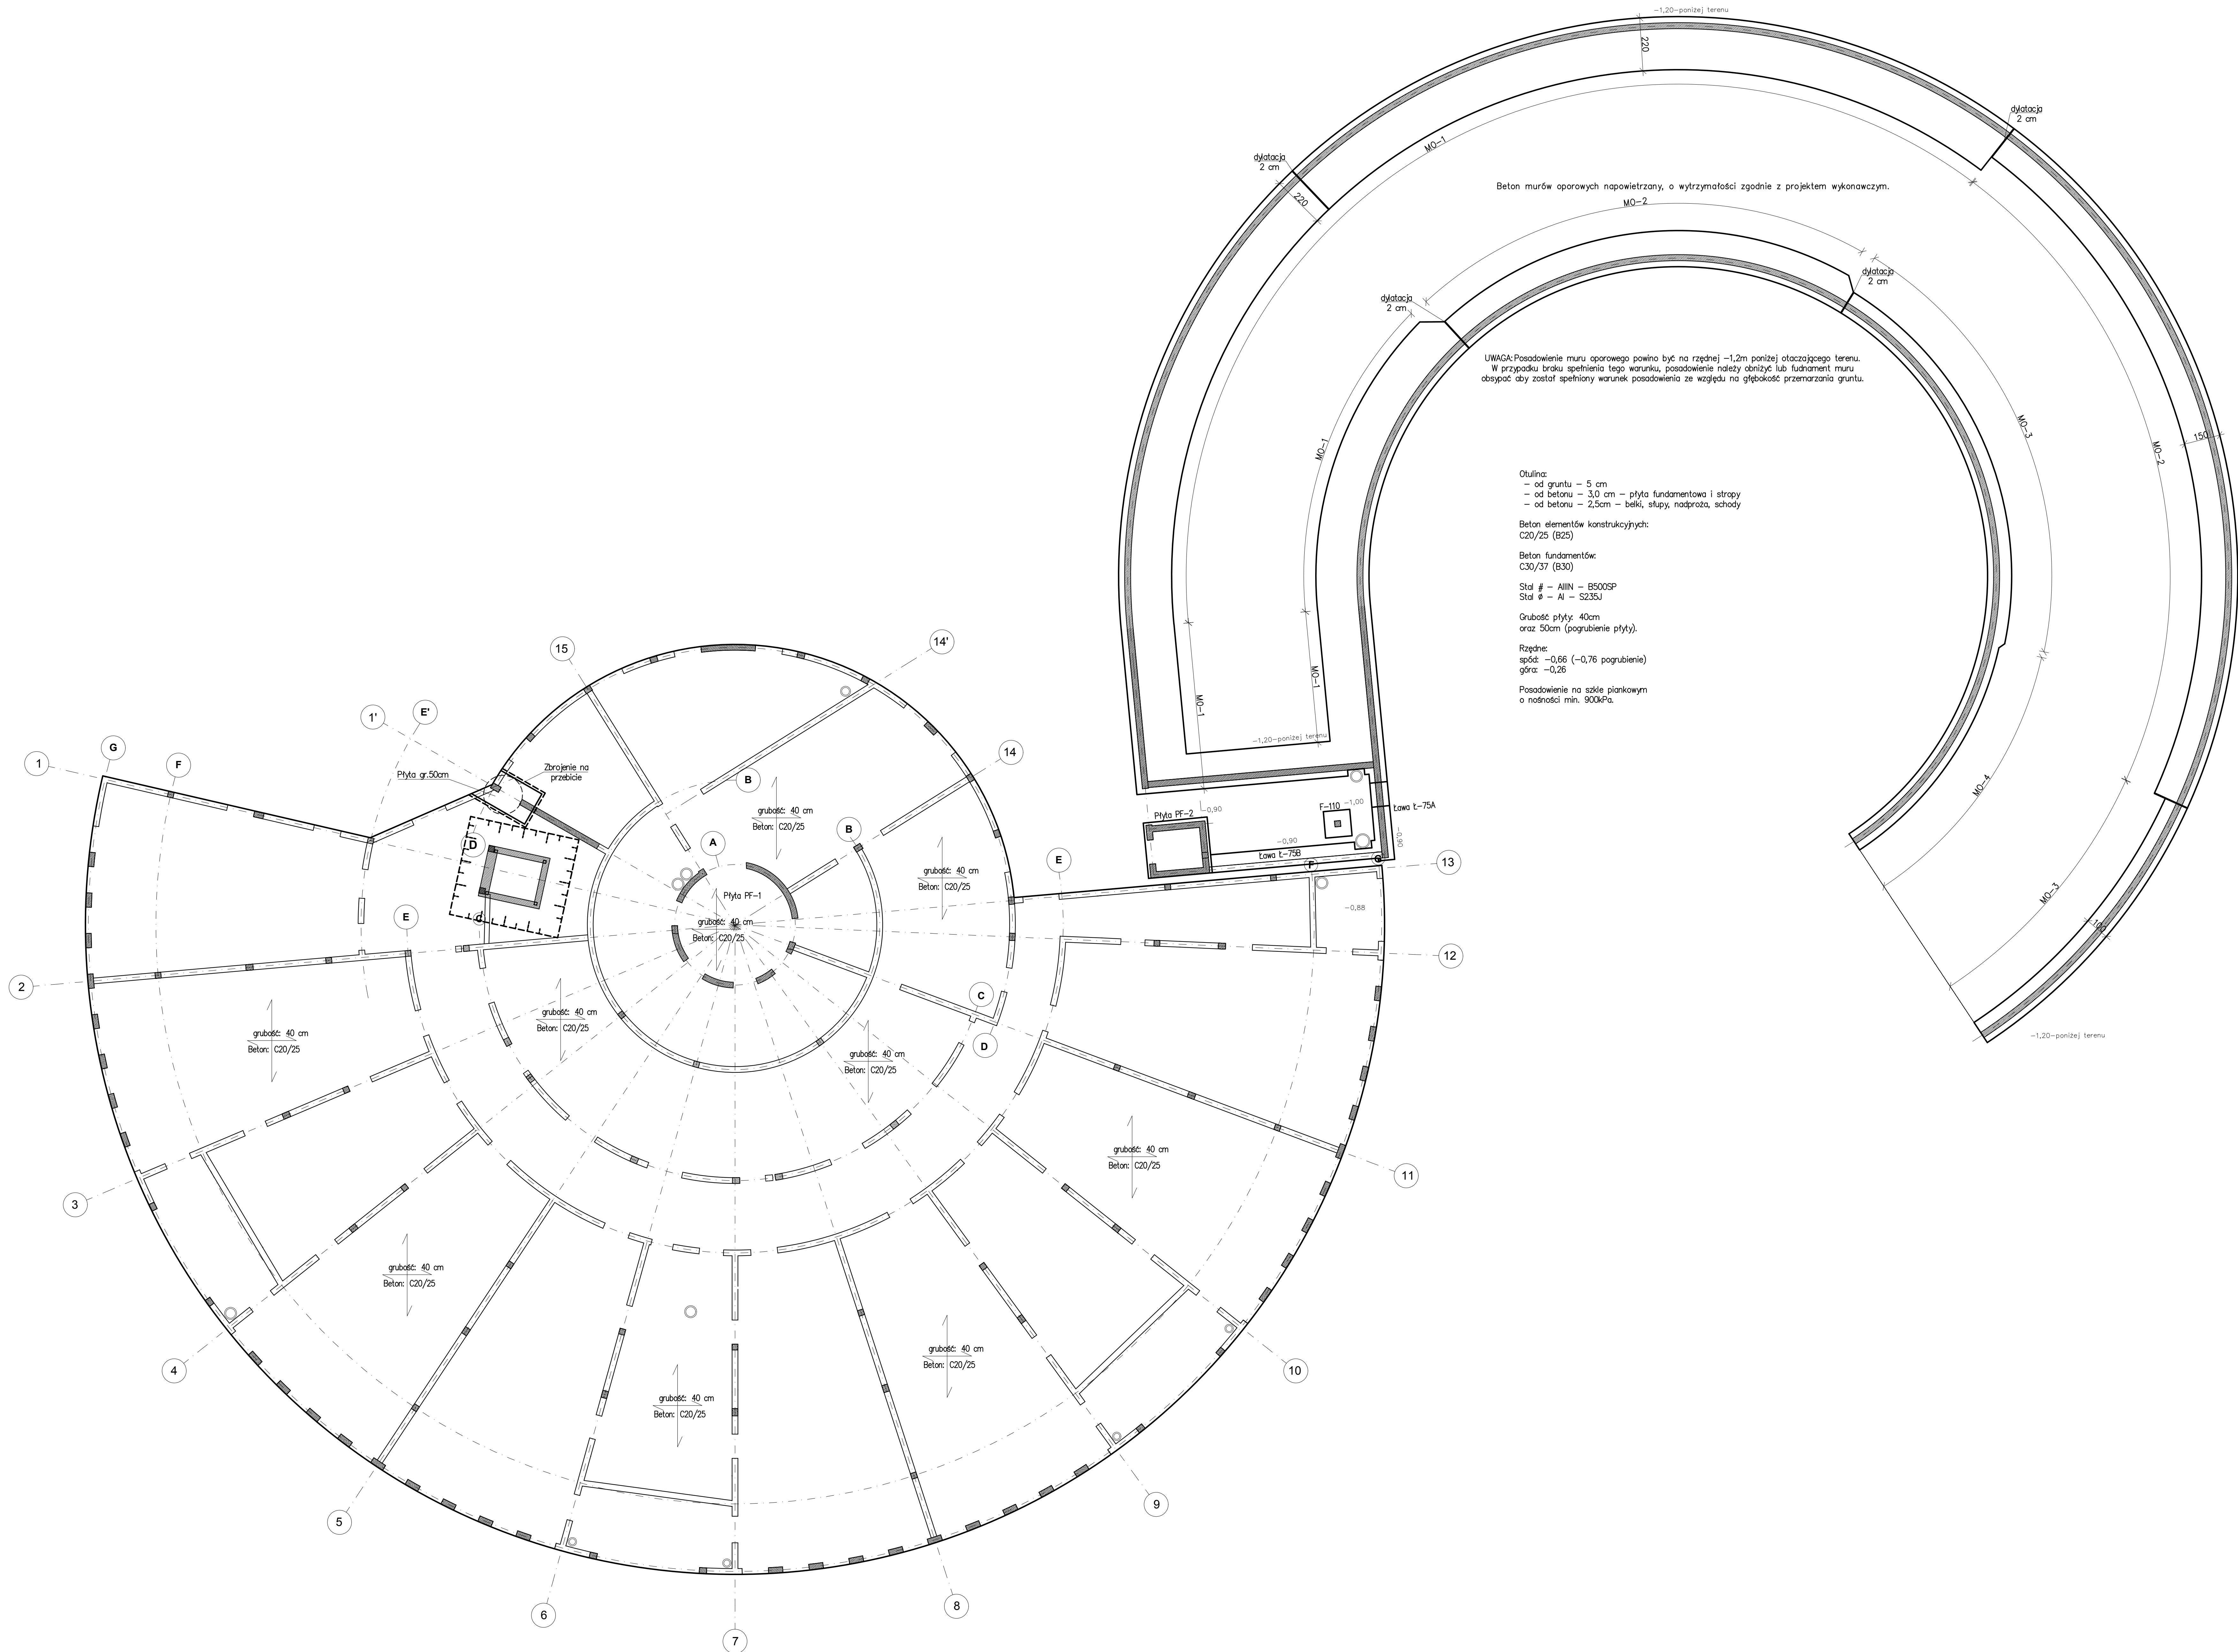 −1,20−poniżej terenu
220
dylatacja
2 cm
MO−1
dylatacja
2 cm
220
Beton murów oporowych napowietrzany, o wytrzymałości zgodnie z projektem wykonawczym.
MO−2
dylatacja
2 cm
dylatacja
2 cm
UWAGA: Posadowienie muru oporowego powino być na rzędnej −1,2m poniżej otaczającego terenu.
W przypadku braku spełnienia tego warunku, posadowienie należy obniżyć lub fudnament muru
obsypać aby został spełniony warunek posadowienia ze względu na głębokość przemarzania gruntu.
MO−1
MO−3
MO−2
150
Otulina:
− od gruntu − 5 cm
− od betonu − 3,0 cm − płyta fundamentowa i stropy
− od betonu − 2,5cm − belki, słupy, nadproża, schody
Beton elementów konstrukcyjnych:
C20/25 (B25)
Beton fundamentów:
C30/37 (B30)
Stal # − AIIIN − B500SP
Stal ø − AI − S235J
Grubość płyty: 40cm
oraz 50cm (pogrubienie płyty).
Rzędne:
spód: −0,66 (−0,76 pogrubienie)
góra: −0,26
Posadowienie na szkle piankowym
o nośności min. 900kPa.
MO−1
MO−1
−1,20−poniżej terenu
MO−4
MO−3
100
−1,20−poniżej terenu
15
14'
E'
1'
G
F
1
14
Płyta gr.50cm
Zbrojenie na
przebicie
B
grubość: 40 cm
Beton: C20/25
−0,90
F−110
−1,00
Ława Ł−75A
Płyta PF−2
−0,90
−0,90
Ława Ł−75B
B
A
D
E
F
G
13
grubość: 40 cm
Beton: C20/25
Płyta PF−1
grubość: 40 cm
Beton: C20/25
E
C
−0,88
12
2
C
D
grubość: 40 cm
Beton: C20/25
grubość: 40 cm
Beton: C20/25
grubość: 40 cm
Beton: C20/25
grubość: 40 cm
Beton: C20/25
11
3
grubość: 40 cm
Beton: C20/25
grubość: 40 cm
Beton: C20/25
grubość: 40 cm
Beton: C20/25
4
10
5
9
6
8
7